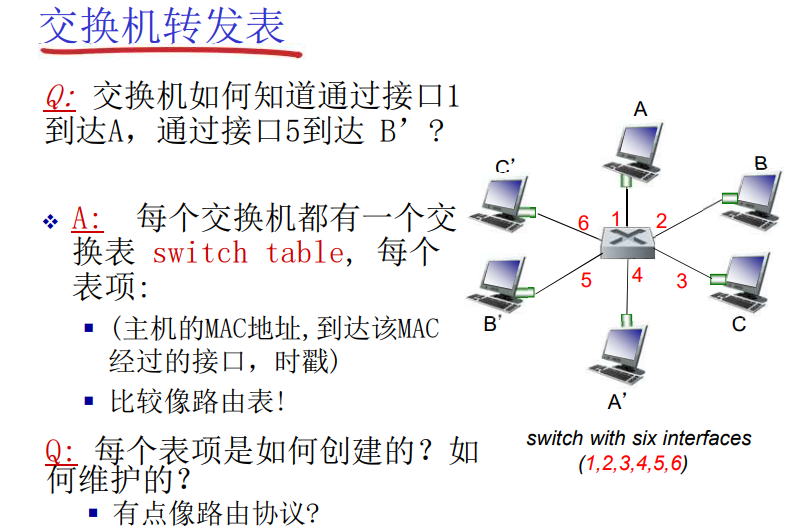 交换机转发表
Q: 交换机如何知道通过接口1
到达A，通过接口5到达 B’?
A: 每个交换机都有一个交
换表 switch table, 每个
表项:
(主机的MAC地址,到达该MAC
经过的接口，时戳)
比较像路由表!
Q: 每个表项是如何创建的？如
何维护的？
有点像路由协议?
A
B
C’
6
1
2
5
4
3
B'
C
A’
switch with six interfaces
(1,2,3,4,5,6)